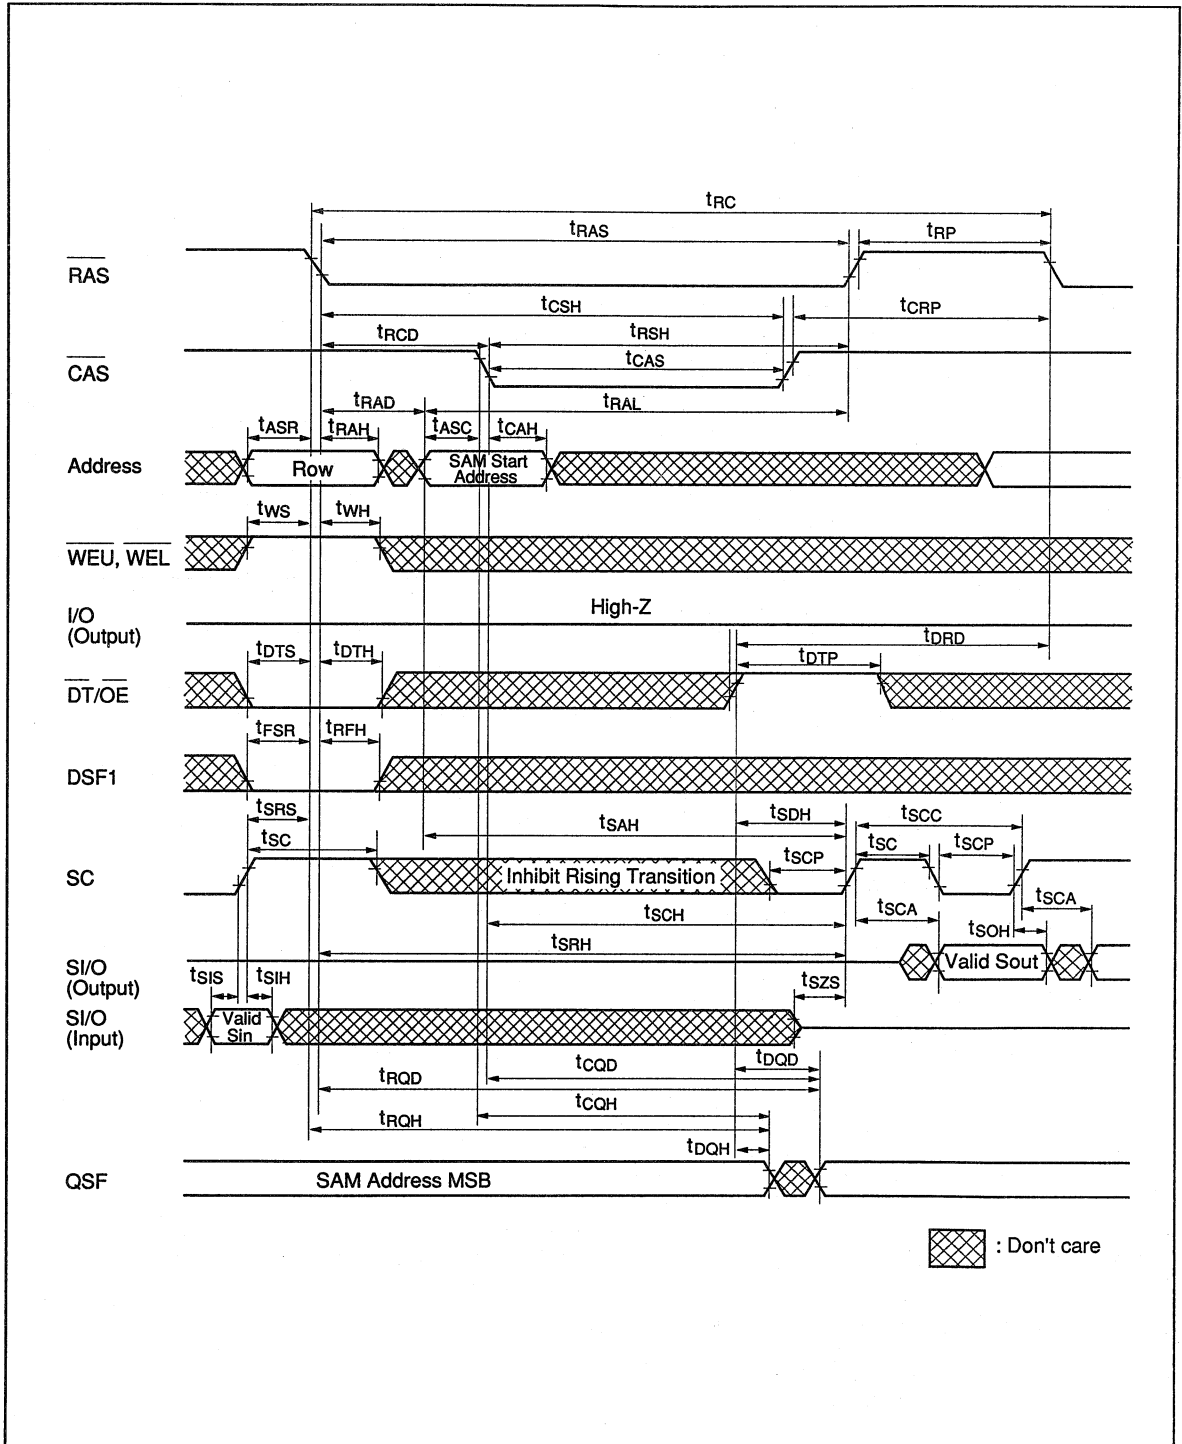 tRC
tRAS
tRP
RAS
tCSH
tCRP
tRCD
tRSH
CAS
tCAS
tRAD
tRAL
tASR
tRAH
tASC
tCAH
Address
Row
SAM Start
Address
tWS
tWH
WEU, WEL
I/O
(Output)
High-Z
tDRD
tDTS
tDTH
tDTP
DT/OE
tFSR
tRFH
DSF1
tSRS
tSDH
tSCC
tSAH
tSC
tSCP
tSC
tSCP
SC
Inhibit Rising Transition
tSCH
tSCA
tSCA
tSRH
tSOH
SI/O
(Output)
Valid Sout
tSIS
tSIH
tSZS
SI/O
(Input)
Valid
Sin
tDQD
tCQD
tRQD
tCQH
tRQH
tDQH
QSF
SAM Address MSB
: Don't care